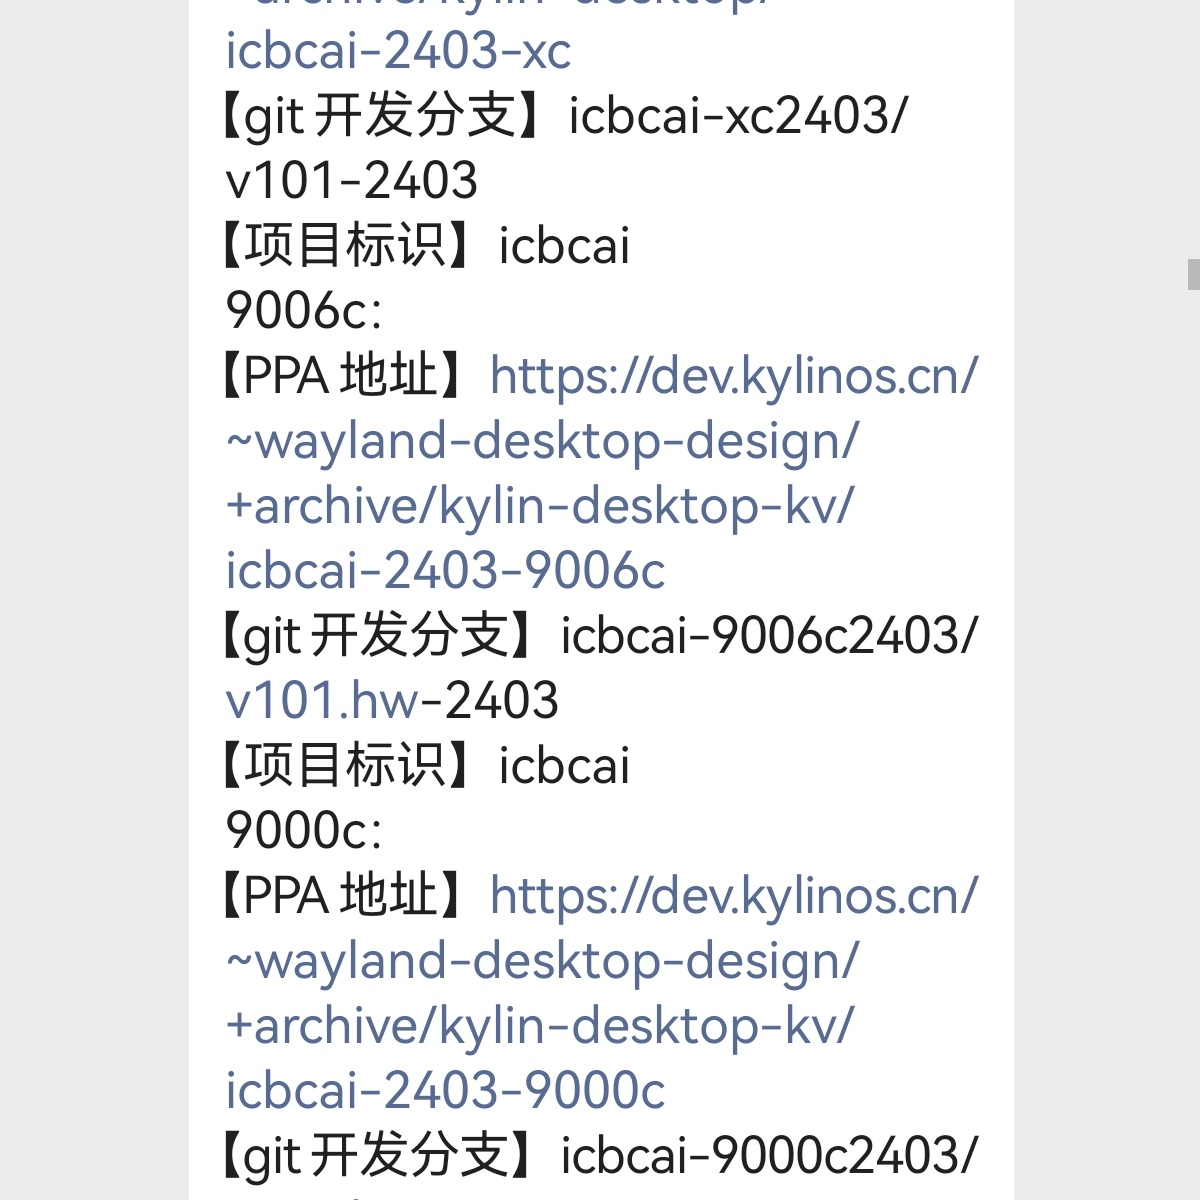 +archive/kylin-desktop/
icbcai-2403-xc
【git 开发分支】icbcai-xc2403/
v101-2403
【项目标识】icbcai
9006c:
【PPA 地址】https://dev.kylinos.cn/
~wayland-desktop-design/
+archive/kylin-desktop-kv/
icbcai-2403-9006c
【git 开发分支】icbcai-9006c2403/
v101.hw-2403
【项目标识】icbcai
9000c:
【PPA 地址】https://dev.kylinos.cn/
~wayland-desktop-design/
+archive/kylin-desktop-kv/
icbcai-2403-9000c
【git 开发分支】icbcai-9000c2403/